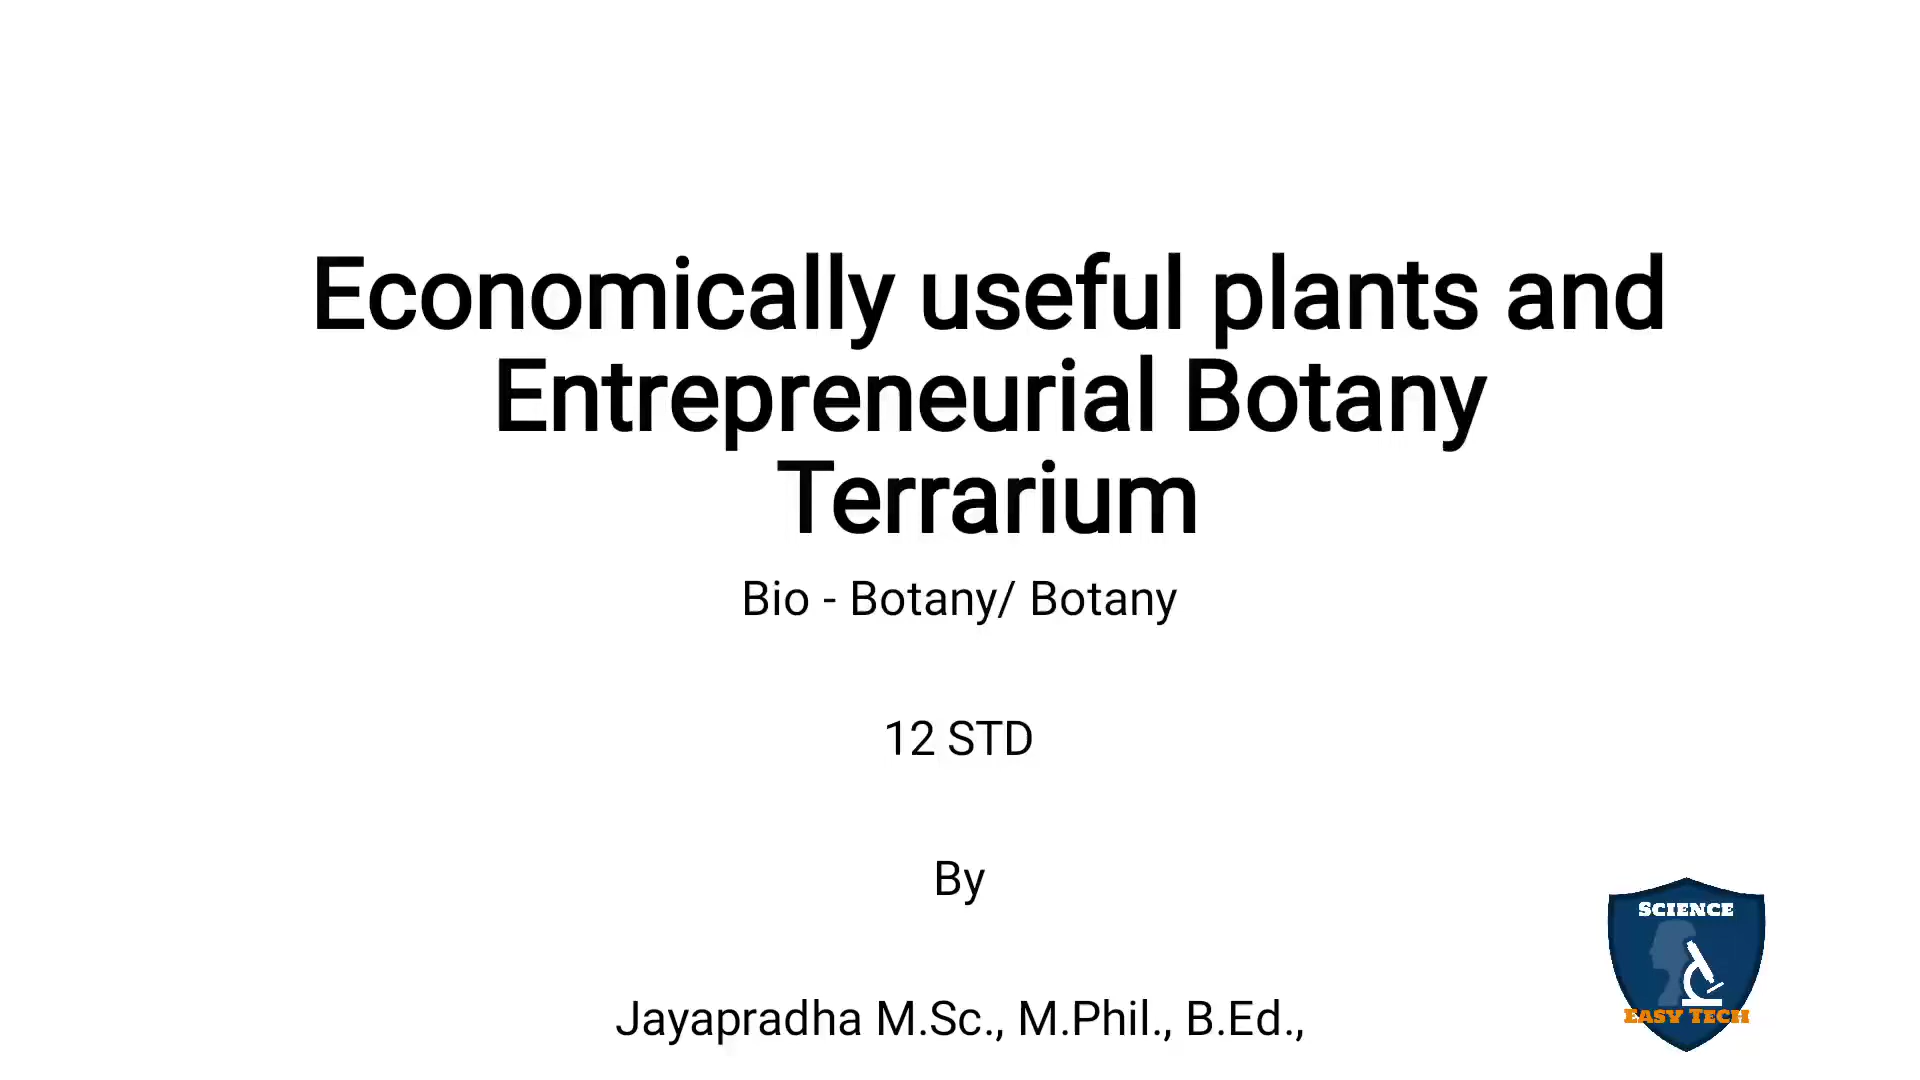 Economically useful plants and
Entrepreneurial Botany
Terrarium
Bio - Botany/ Botany
12 STD
By
Jayapradha M.Sc., M.Phil., B.Ed.,
SCIENCE
EASY TECH